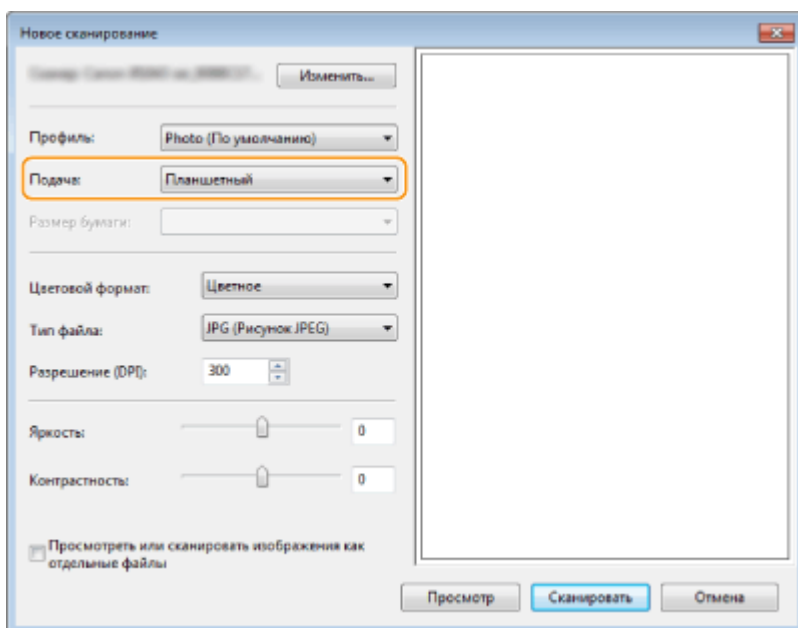 Новое сканирование
Изменить...
Профиль: Photo (По умолчанию)
Подача: Планшетный
Размер бумаги:
Цветовой формат: Цветное
Тип файла: JPG (Рисунок JPEG)
Разрешение (DPI): 300
Яркость: 0
Контрастность: 0
Просмотреть или сканировать изображения как
отдельные файлы
Просмотр Сканировать Отмена